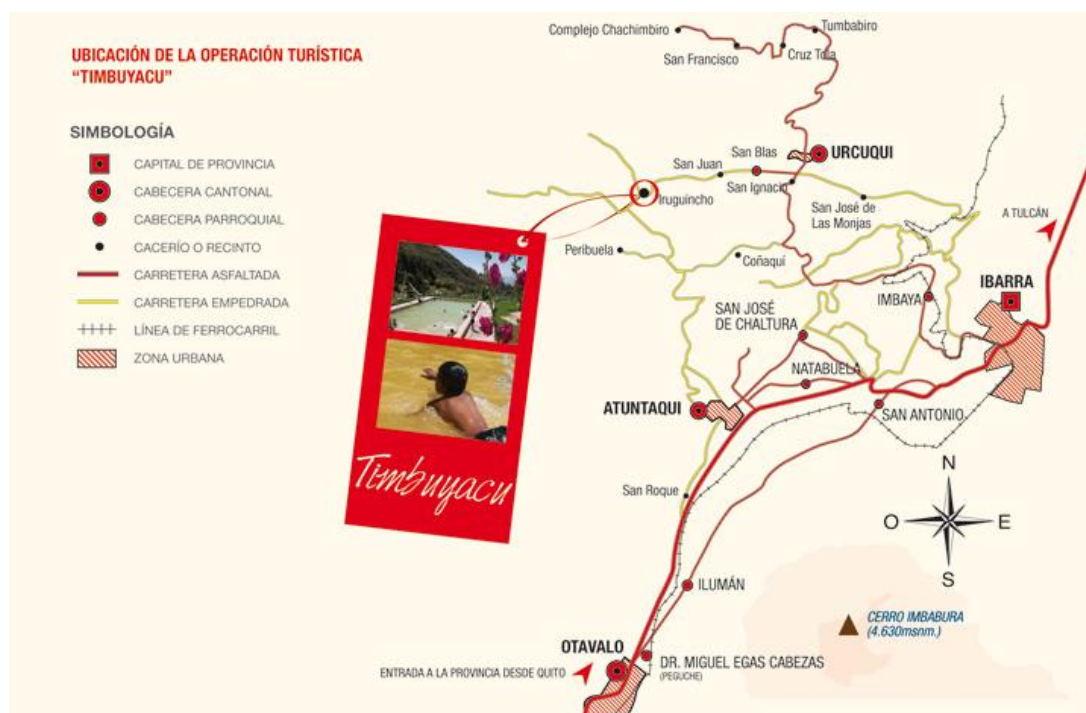 UBICACIÓN DE LA OPERACIÓN TURÍSTICA
“TIMBUYACU”
SIMBOLOGÍA
CAPITAL DE PROVINCIA
CABECERA CANTONAL
CABECERA PARROQUIAL
CACERÍO O RECINTO
CARRETERA ASFALTADA
CARRETERA EMPEDRADA
LÍNEA DE FERROCARRIL
ZONA URBANA
Complejo Chachimbiro
Tumbabiro
San Francisco
Cruz Tola
San Blas
URCUQUI
San Juan
San Ignacio
Iruguincho
San José de
Las Monjas
A TULCÁN
Peribuela
Coñaquí
IBARRA
IMBAYA
SAN JOSÉ
DE CHALTURA
NATABUELA
ATUNTAQUI
SAN ANTONIO
Timbuyacu
San Roque
N
O
E
S
ILUMÁN
CERRO IMBABURA
(4.630msnm.)
OTAVALO
ENTRADA A LA PROVINCIA DESDE QUITO
DR. MIGUEL EGAS CABEZAS
(PEGUCHE)